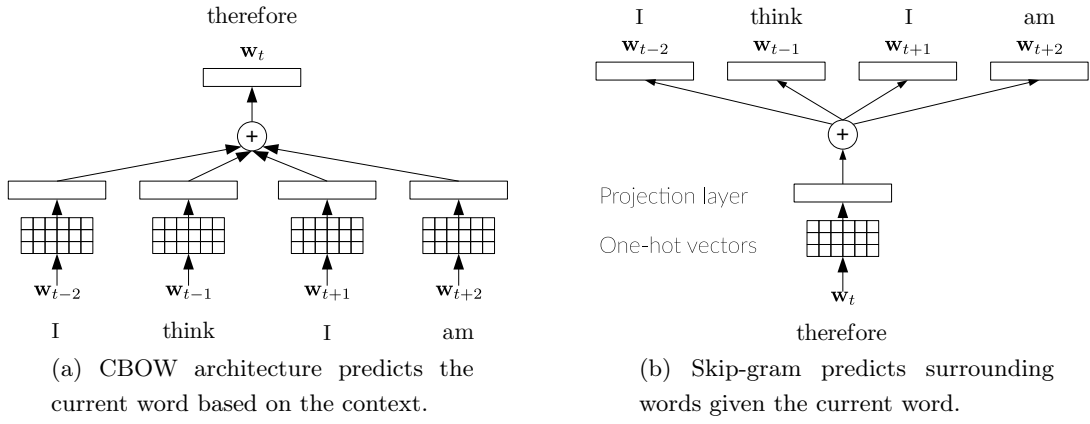 therefore
w_t
+
w_{t−2} w_{t−1} w_{t+1} w_{t+2}
I think I am
(a) CBOW architecture predicts the
current word based on the context.
I think I am
w_{t−2} w_{t−1} w_{t+1} w_{t+2}
+
Projection layer
One-hot vectors
w_t
therefore
(b) Skip-gram predicts surrounding
words given the current word.